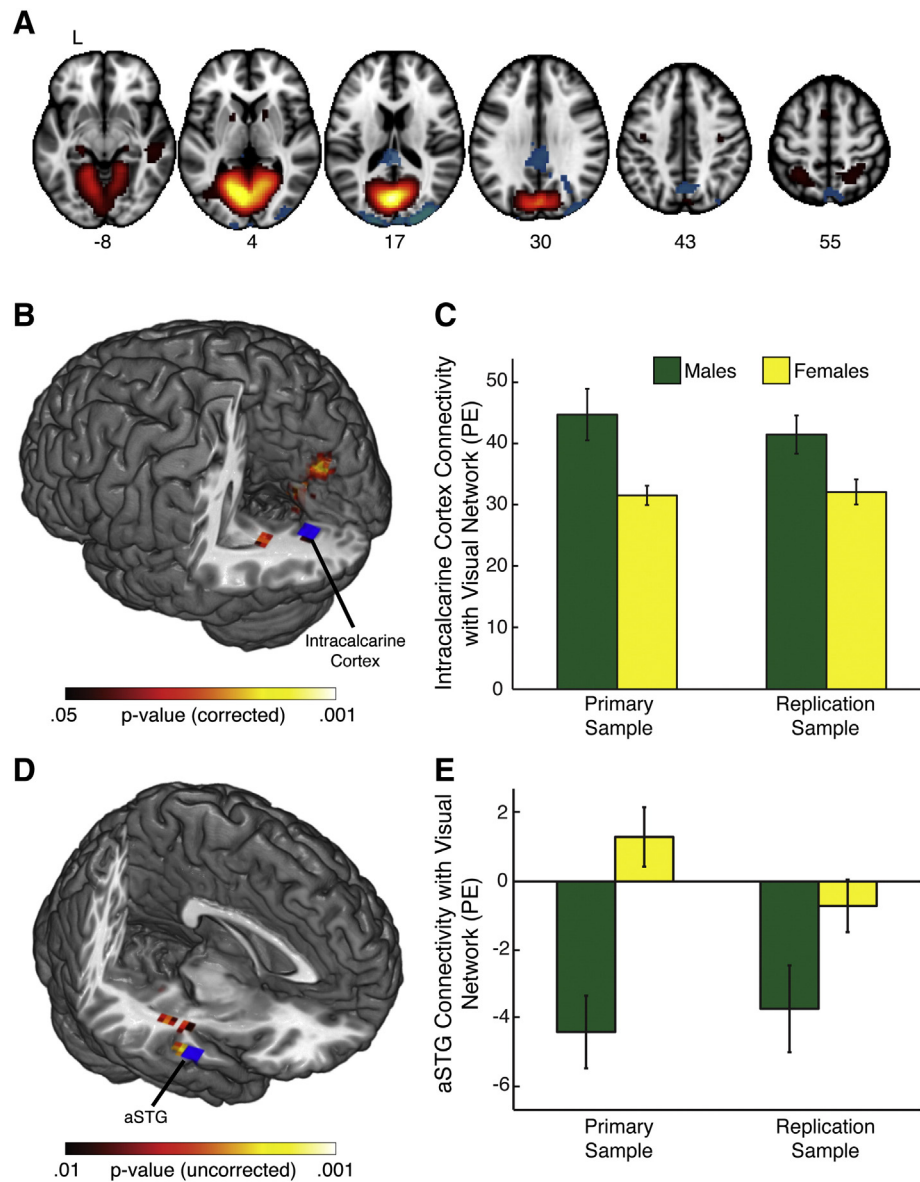 A
L
-8 4 17 30 43 55
B
Intracalcarine
Cortex
.05 p-value (corrected) .001
C
Intracalcarine Cortex Connectivity
with Visual Network (PE)
Males Females
50
40
30
20
10
0
Primary Replication
Sample Sample
D
aSTG
.01 p-value (uncorrected) .001
E
aSTG Connectivity with Visual
Network (PE)
2
0
-2
-4
-6
Primary Replication
Sample Sample